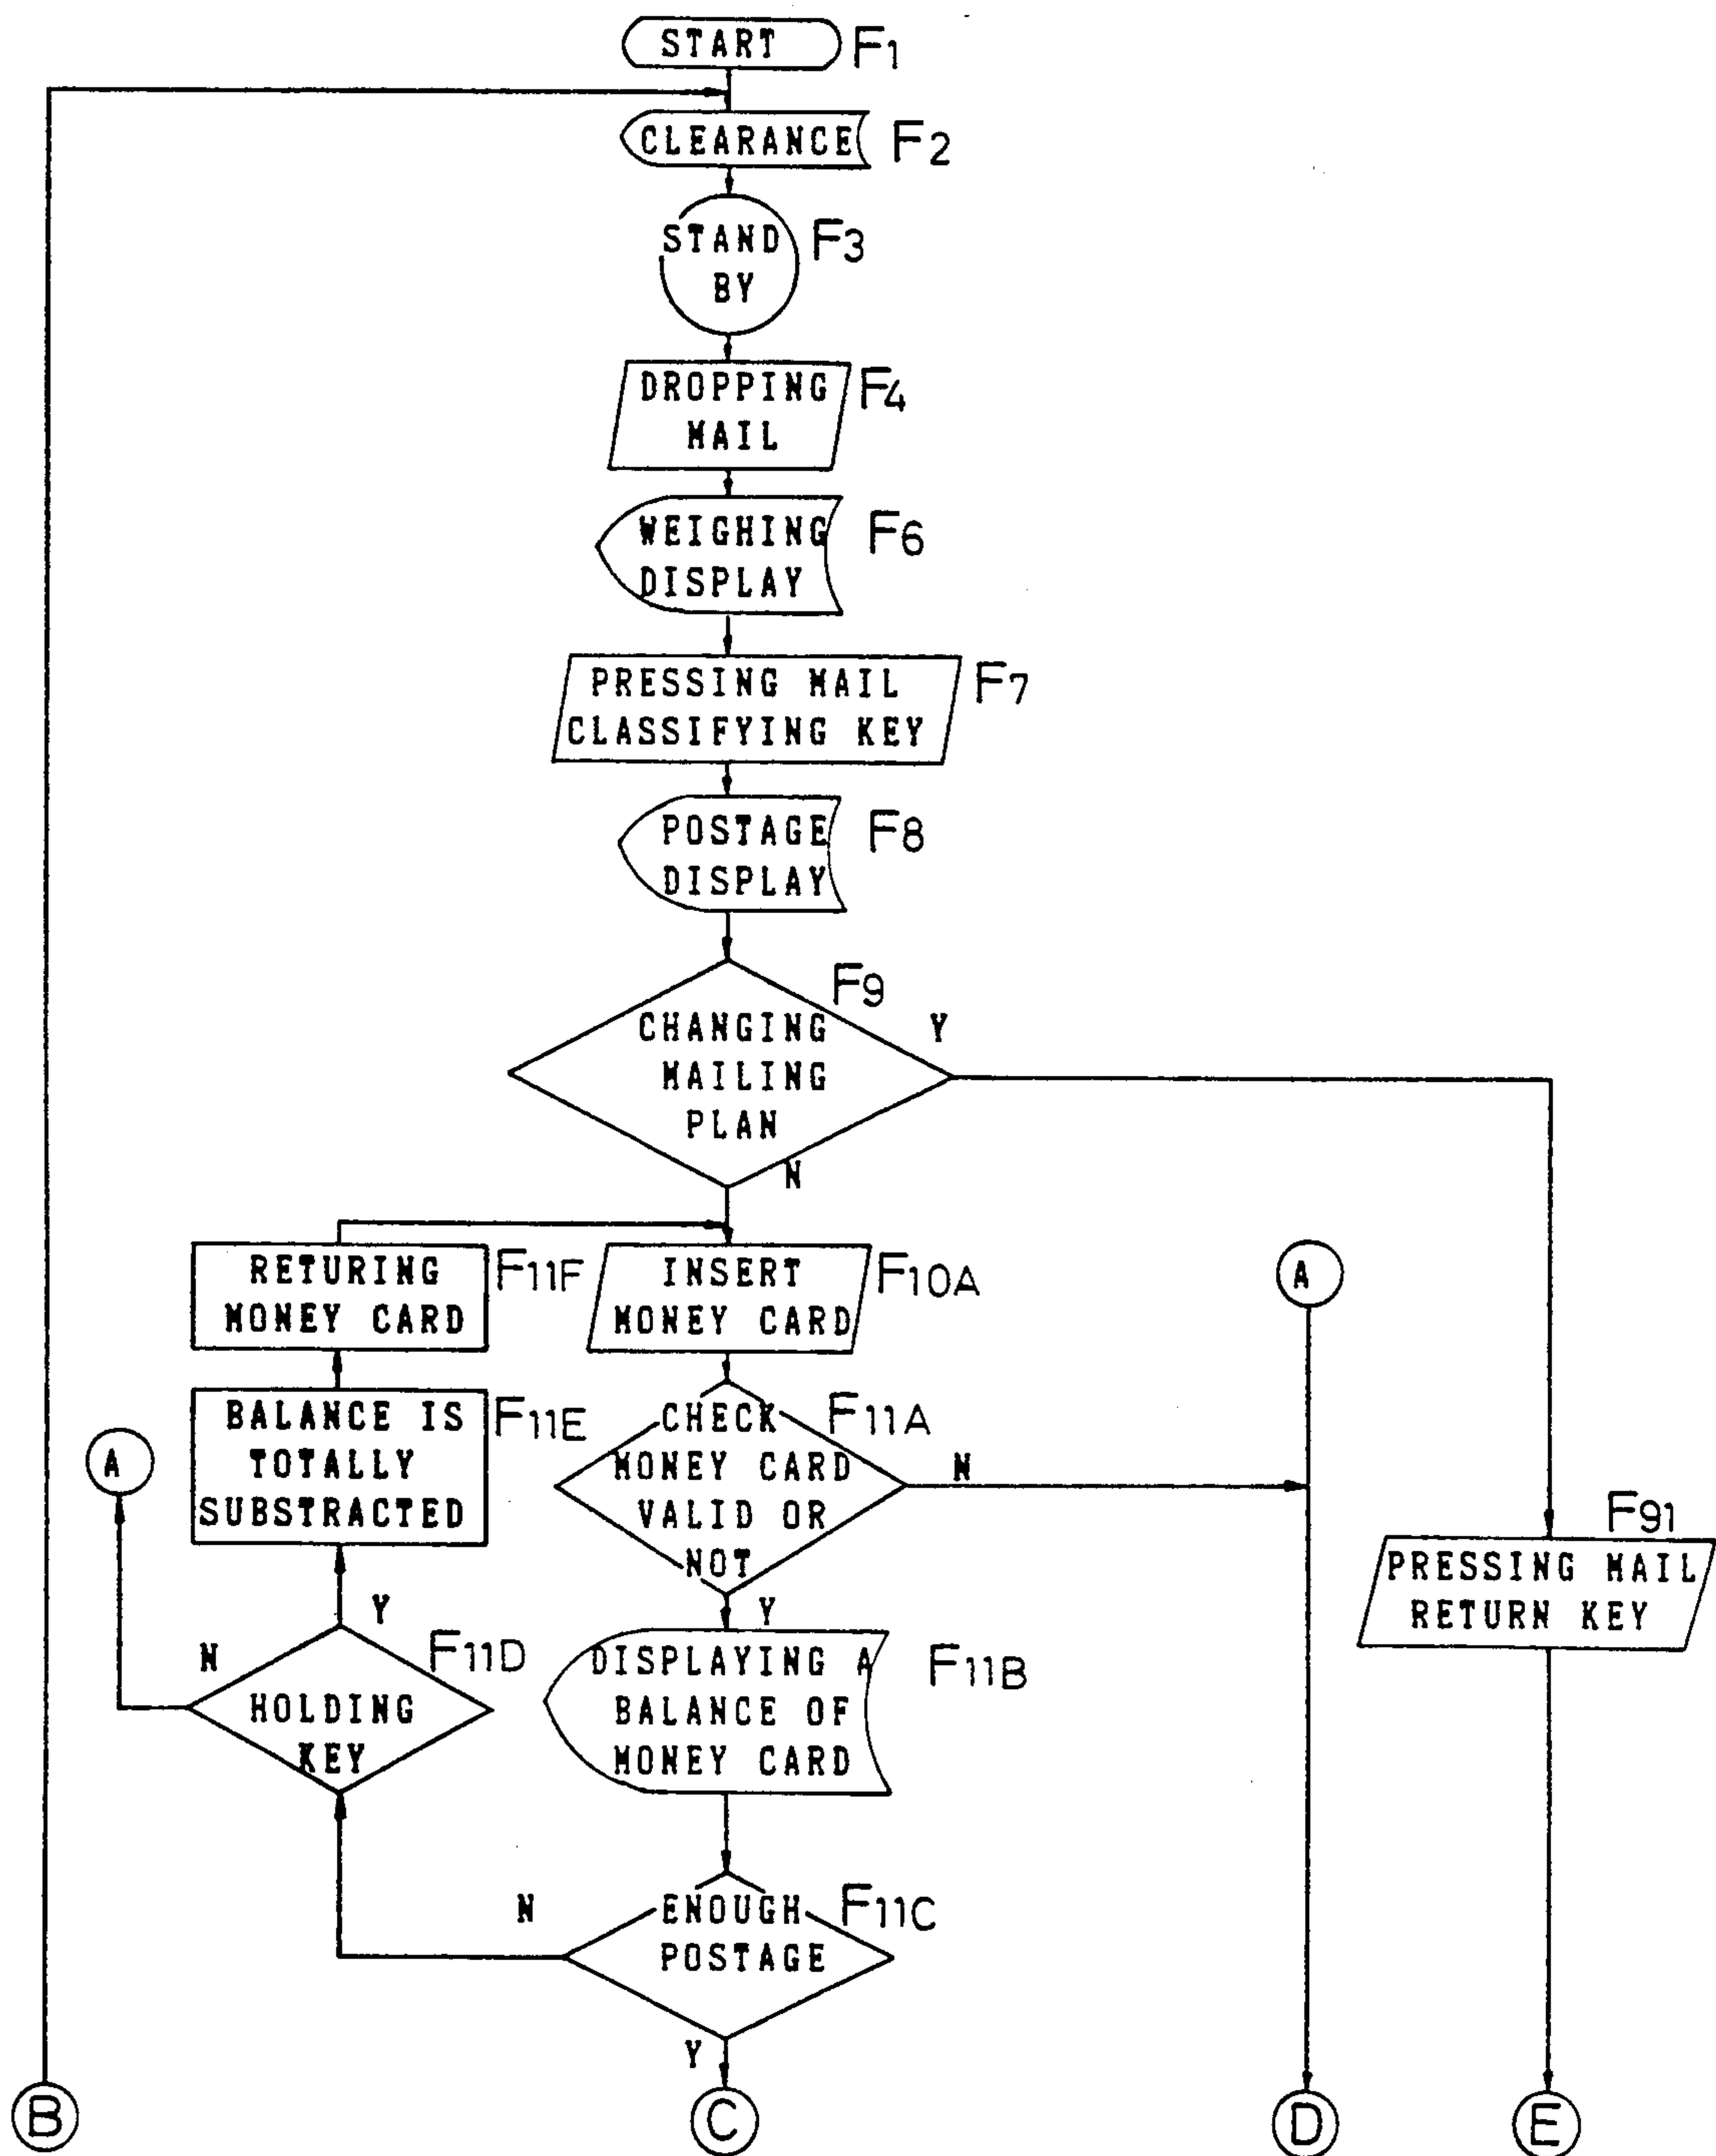 START F1
CLEARANCE F2
STAND F3
BY
DROPPING F4
MAIL
WEIGHING F6
DISPLAY
PRESSING MAIL F7
CLASSIFYING KEY
POSTAGE F8
DISPLAY
F9
CHANGING Y
MAILING
PLAN
N
RETURING F11F
MONEY CARD
INSERT F10A
MONEY CARD
A
BALANCE IS F11E
TOTALLY
SUBSTRACTED
A
CHECK F11A
MONEY CARD N
VALID OR
NOT
Y
F91
PRESSING MAIL
RETURN KEY
Y
N F11D
HOLDING
KEY
DISPLAYING A F11B
BALANCE OF
MONEY CARD
N ENOUGH F11C
POSTAGE
Y
B C D E